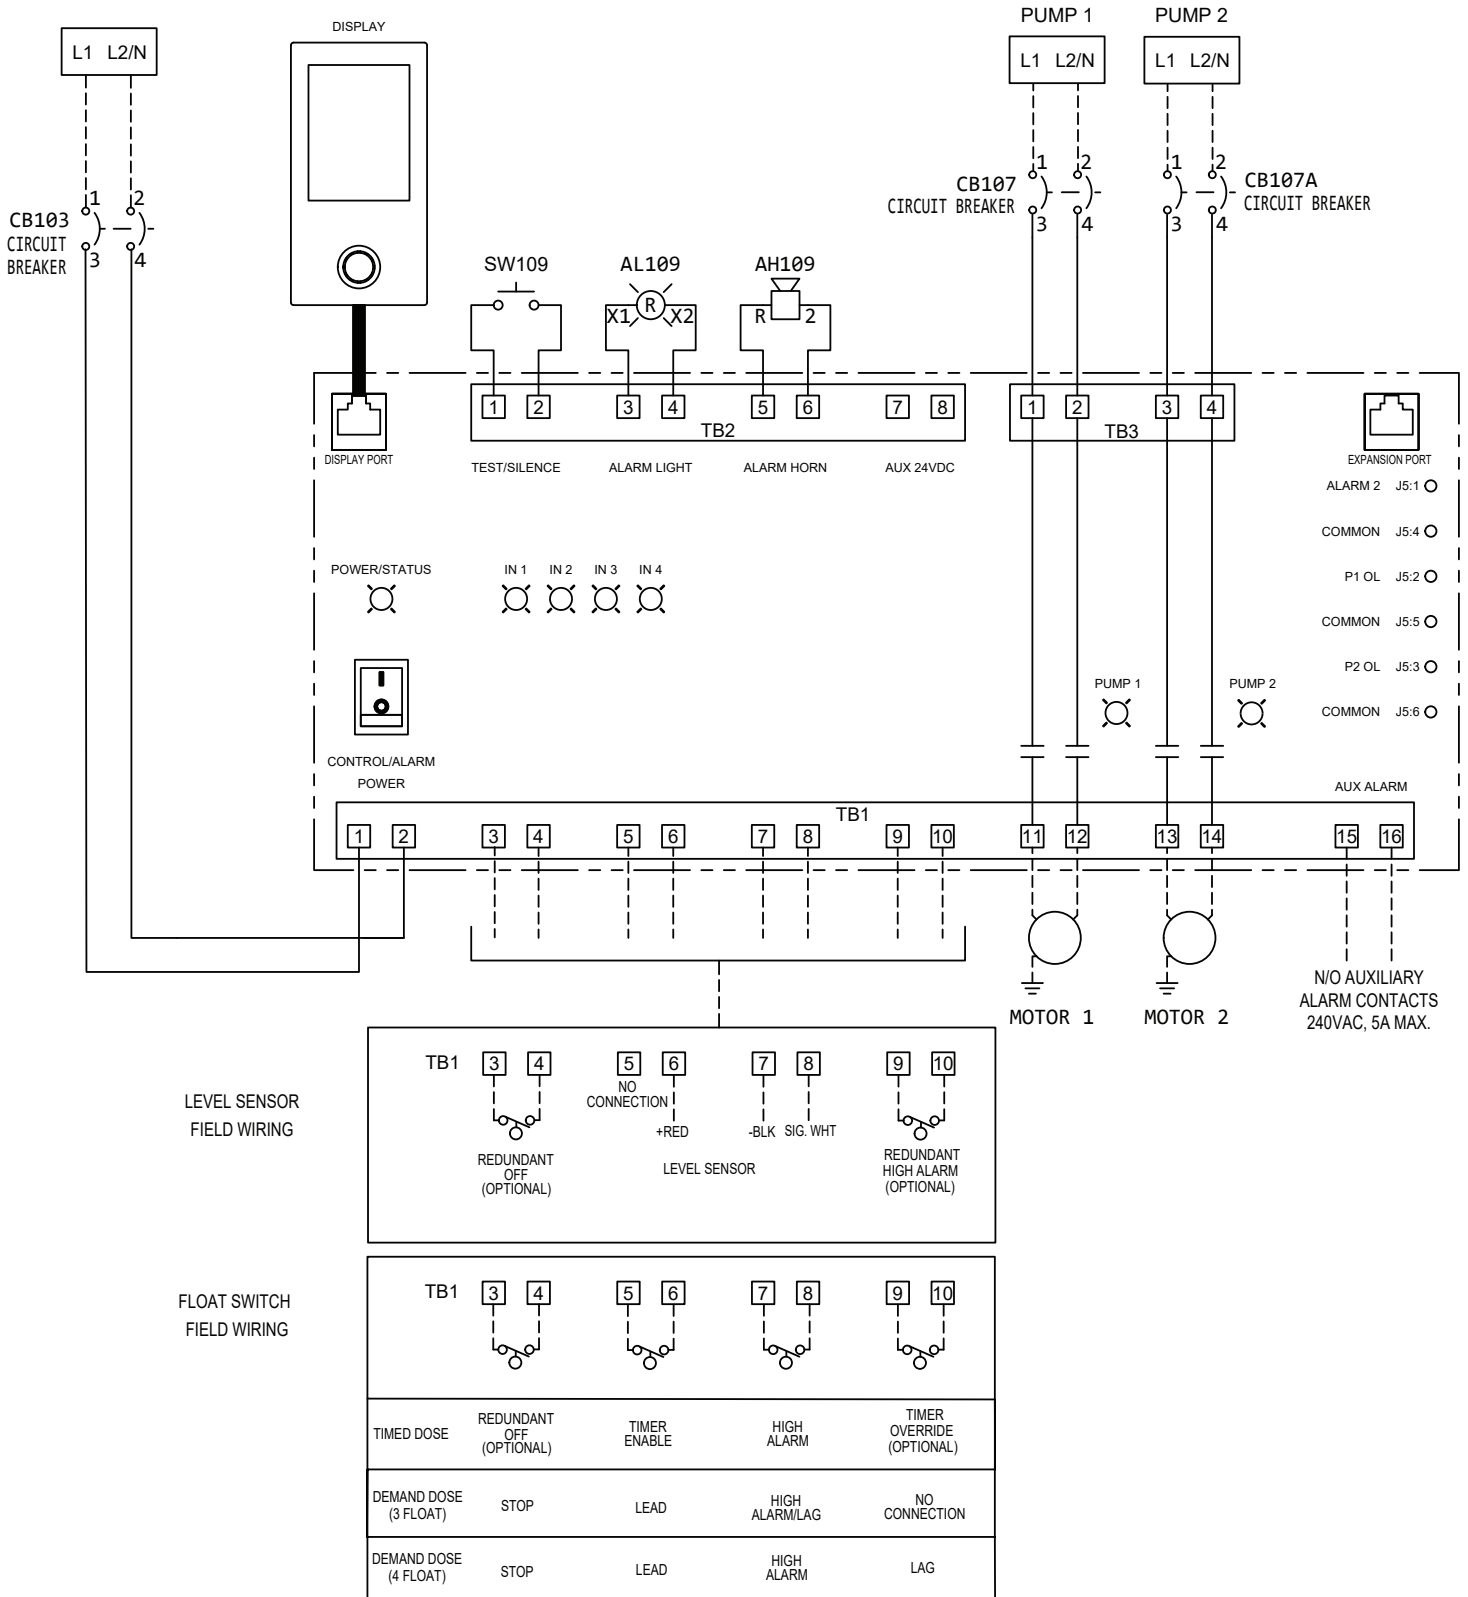 L1 L2/N
DISPLAY
PUMP 1 PUMP 2
L1 L2/N
L1 L2/N
CB103
CIRCUIT
BREAKER
1 2
3 4
CB107
CIRCUIT BREAKER
1 2
3 4
1 2
3 4
CB107A
CIRCUIT BREAKER
SW109
AL109
X1 R X2
AH109
R 2
DISPLAY PORT
1 2 3 4 5 6 7 8
TB2
TEST/SILENCE
ALARM LIGHT
ALARM HORN
AUX 24VDC
1 2 3 4
TB3
EXPANSION PORT
ALARM 2 J5:1
COMMON J5:4
P1 OL J5:2
COMMON J5:5
P2 OL J5:3
COMMON J5:6
POWER/STATUS
IN 1 IN 2 IN 3 IN 4
CONTROL/ALARM
POWER
PUMP 1
PUMP 2
AUX ALARM
TB1
1 2 3 4 5 6 7 8 9 10 11 12 13 14 15 16
MOTOR 1
MOTOR 2
N/O AUXILIARY
ALARM CONTACTS
240VAC, 5A MAX.
LEVEL SENSOR
FIELD WIRING
TB1 3 4 5 6 7 8 9 10
REDUNDANT
OFF
(OPTIONAL)
NO
CONNECTION
+RED
-BLK SIG. WHT
LEVEL SENSOR
REDUNDANT
HIGH ALARM
(OPTIONAL)
FLOAT SWITCH
FIELD WIRING
TB1 3 4 5 6 7 8 9 10
TIMED DOSE
REDUNDANT
OFF
(OPTIONAL)
TIMER
ENABLE
HIGH
ALARM
TIMER
OVERRIDE
(OPTIONAL)
DEMAND DOSE
(3 FLOAT)
STOP
LEAD
HIGH
ALARM/LAG
NO
CONNECTION
DEMAND DOSE
(4 FLOAT)
STOP
LEAD
HIGH
ALARM
LAG